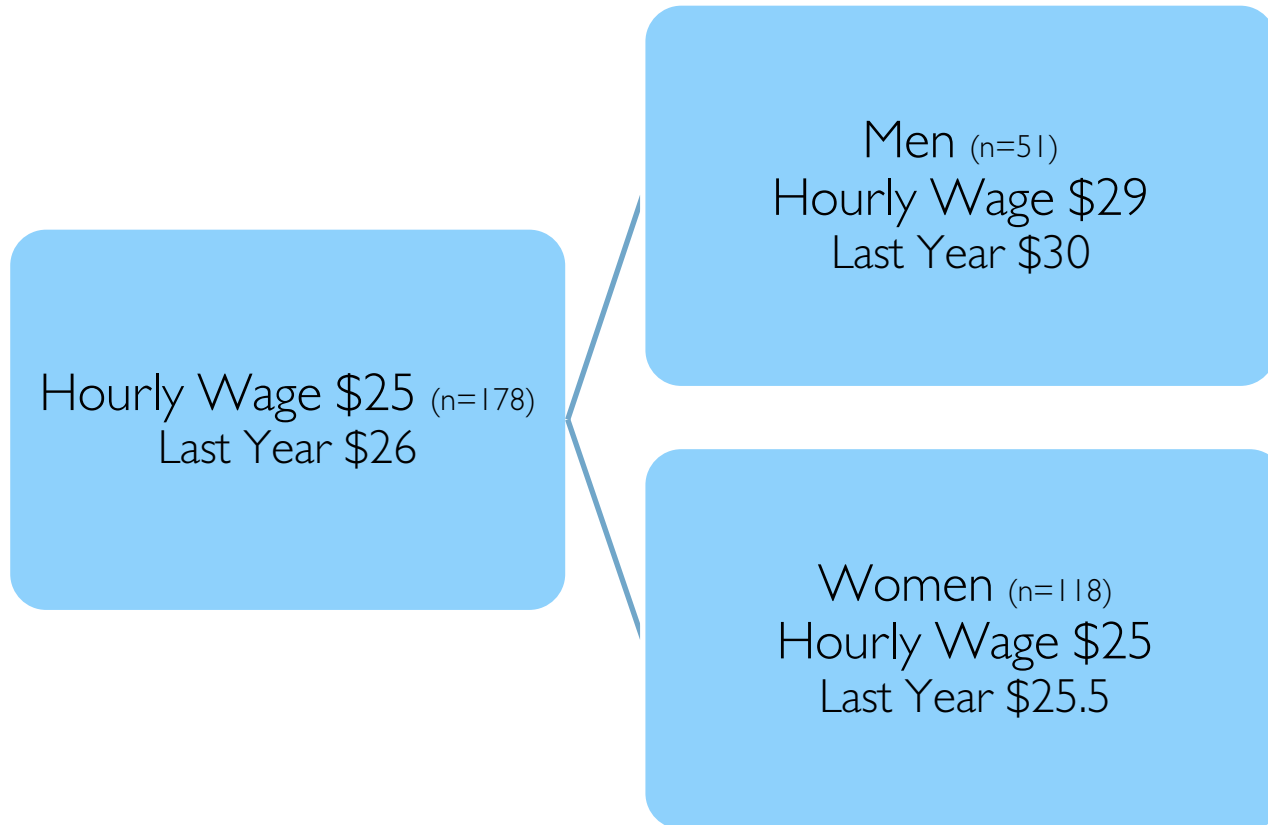 Hourly Wage $25 (n=178)
Last Year $26
Men (n=51)
Hourly Wage $29
Last Year $30
Women (n=118)
Hourly Wage $25
Last Year $25.5